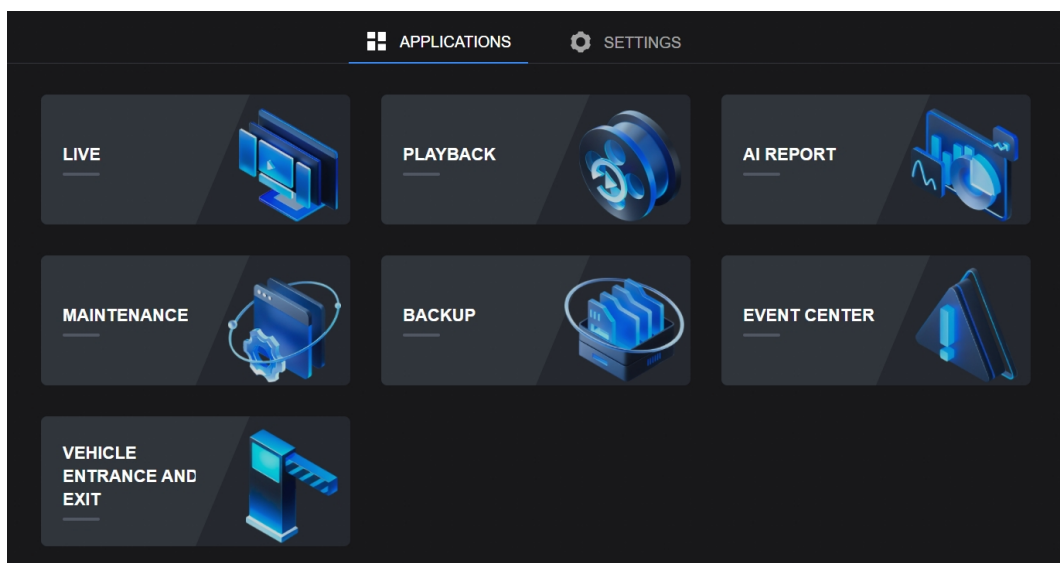 APPLICATIONS SETTINGS
LIVE
PLAYBACK
AI REPORT
MAINTENANCE
BACKUP
EVENT CENTER
VEHICLE
ENTRANCE AND
EXIT